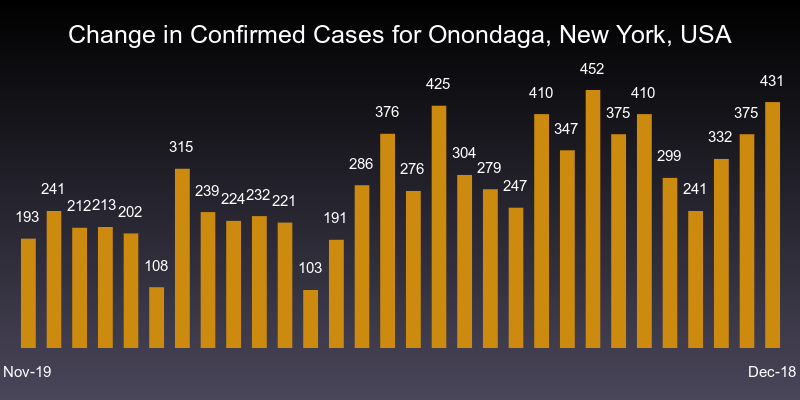 Change in Confirmed Cases for Onondaga, New York, USA
193 241 212 213 202 108 315 239 224 232 221 103 191 286 376 276 425 304 279 247 410 347 452 375 410 299 241 332 375 431
Nov-19 Dec-18